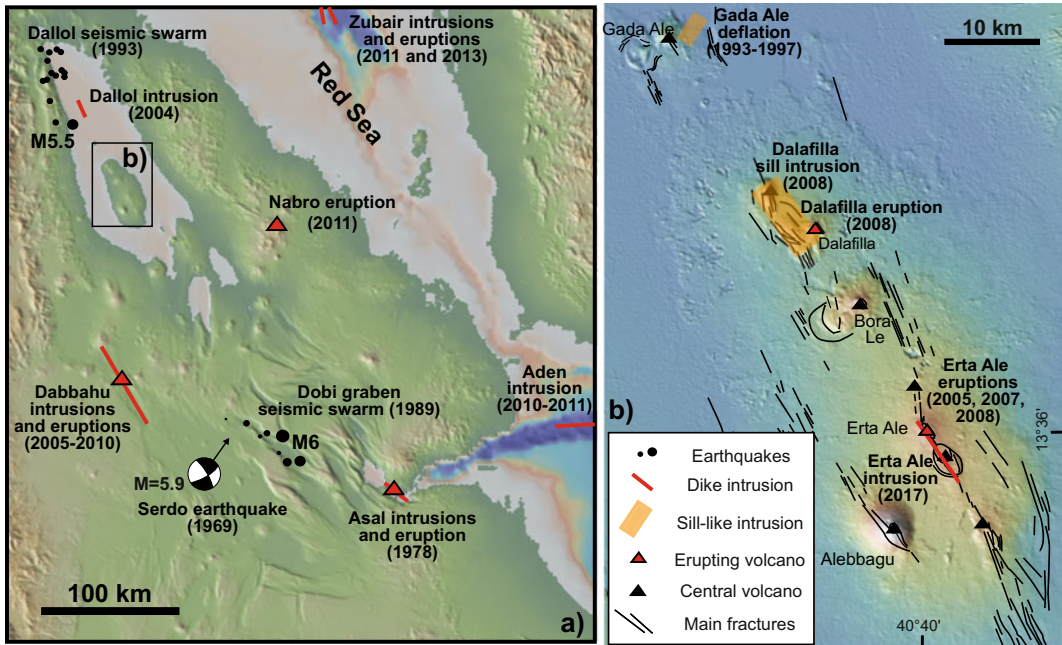 Dallol seismic swarm
(1993)
Zubair intrusions
and eruptions
(2011 and 2013)
Red Sea
Dallol intrusion
(2004)
M5.5
b)
Nabro eruption
(2011)
Dabbahu
intrusions
and eruptions
(2005-2010)
Dobi graben
seismic swarm (1989)
M6
Aden
intrusion
(2010-2011)
M=5.9
Serdo earthquake
(1969)
Asal intrusions
and eruption
(1978)
100 km
a)
Gada Ale
Gada Ale
deflation
(1993-1997)
10 km
Dalafilla
sill intrusion
(2008)
Dalafilla eruption
(2008)
Dalafilla
Bora-
Le
Erta Ale
eruptions
(2005, 2007,
2008)
Erta Ale
13°36'
Erta Ale
intrusion
(2017)
Alebbagu
40°40'
b)
Earthquakes
Dike intrusion
Sill-like intrusion
Erupting volcano
Central volcano
Main fractures